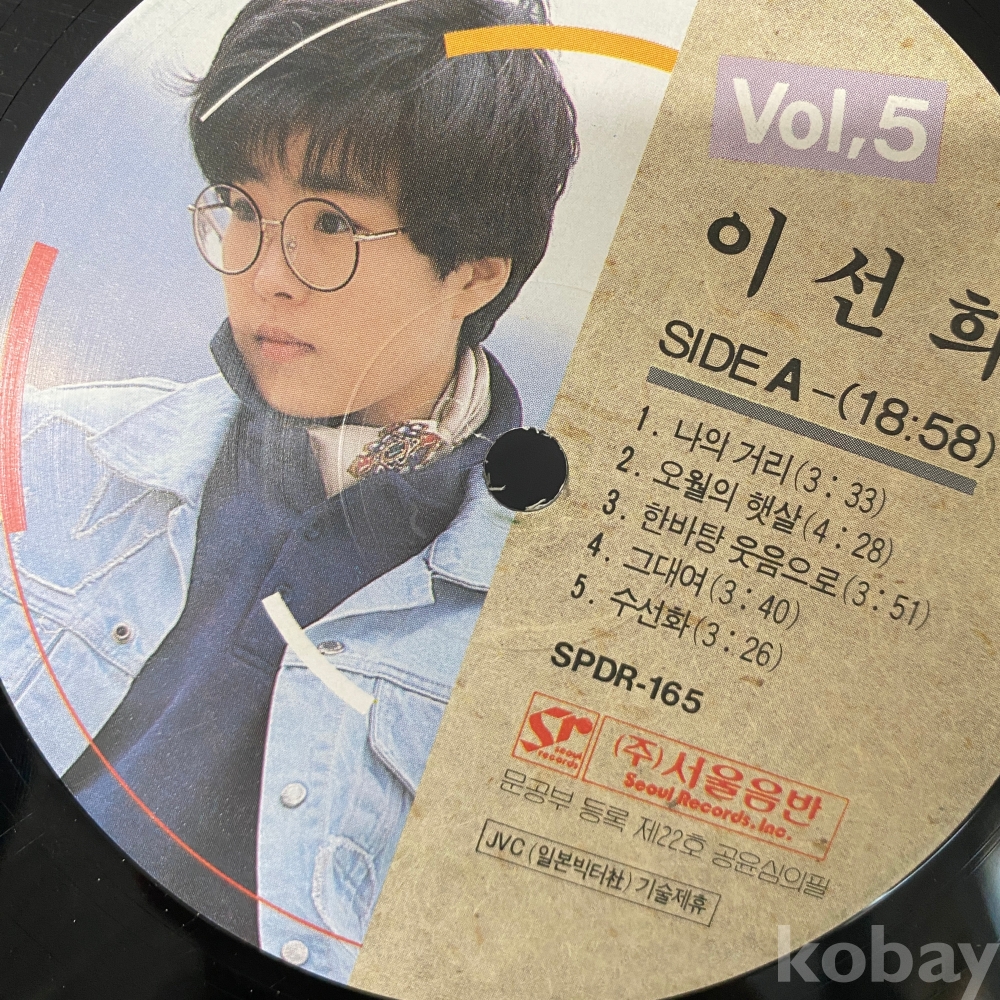 Vol,5
이 선 희
SIDE A -(18:58)
1. 나의 거리(3:33)
2. 오월의 햇살(4:28)
3. 한바탕 웃음으로(3:51)
4. 그대여(3:40)
5. 수선화(3:26)
SPDR-165
Sr
seoul
records
(주)서울음반
Seoul Records, Inc.
문공부 등록 제22호 공윤심의필
JVC (일본빅터社) 기술제휴
kobay